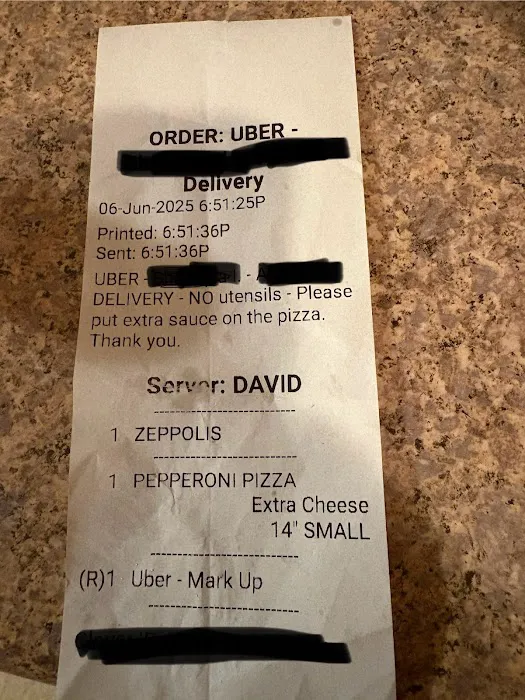 ORDER: UBER -
Delivery
06-Jun-2025 6:51:25P
Printed: 6:51:36P
Sent: 6:51:36P
UBER - - A
DELIVERY - NO utensils - Please
put extra sauce on the pizza.
Thank you.
Server: DAVID
1 ZEPPOLIS
1 PEPPERONI PIZZA
Extra Cheese
14" SMALL
(R)1 Uber - Mark Up